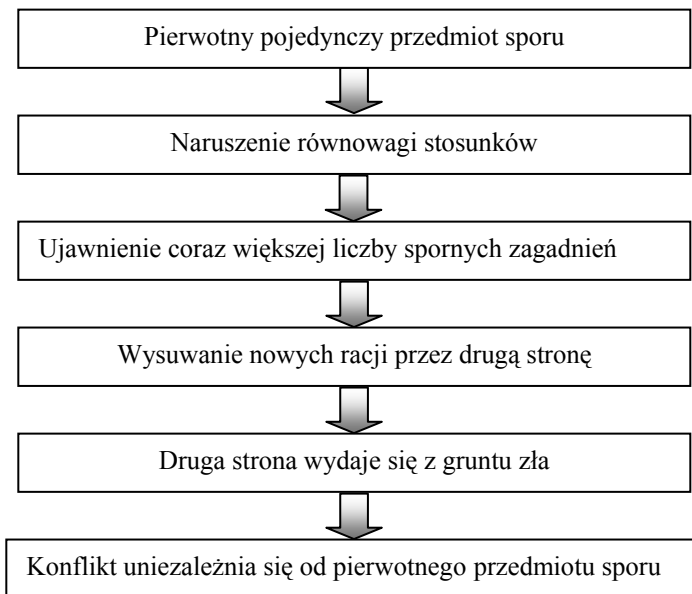 Pierwotny pojedynczy przedmiot sporu
Naruszenie równowagi stosunków
Ujawnienie coraz większej liczby spornych zagadnień
Wysuwanie nowych racji przez drugą stronę
Druga strona wydaje się z gruntu zła
Konflikt uniezależnia się od pierwotnego przedmiotu sporu